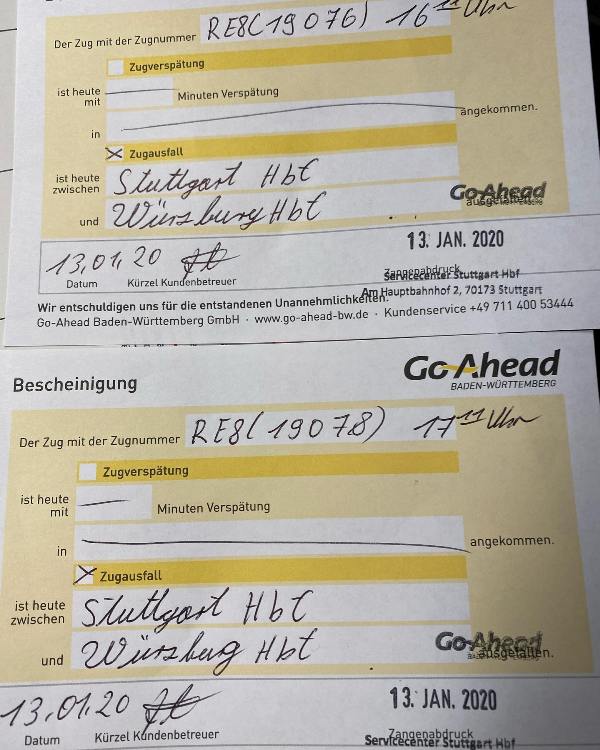 Der Zug mit der Zugnummer RE8(19076) 16 11 Uhr
Zugverspätung
ist heute mit Minuten Verspätung
in angekommen.
Zugausfall
ist heute zwischen Stuttgart Hbf
und Würzburg Hbf ausgefallen.
Go-Ahead
13.01.20 13. JAN. 2020
Datum Kürzel Kundenbetreuer Zangenabdruck
Servicecenter Stuttgart Hbf
Am Hauptbahnhof 2, 70173 Stuttgart
Wir entschuldigen uns für die entstandenen Unannehmlichkeiten.
Go-Ahead Baden-Württemberg GmbH · www.go-ahead-bw.de · Kundenservice +49 711 400 53444
Go-Ahead
BADEN-WÜRTTEMBERG
Bescheinigung
Der Zug mit der Zugnummer RE8(19078) 17 11 Uhr
Zugverspätung
ist heute mit Minuten Verspätung
in angekommen.
Zugausfall
ist heute zwischen Stuttgart Hbf
und Würzburg Hbf ausgefallen.
Go-Ahead
13.01.20 13. JAN. 2020
Datum Kürzel Kundenbetreuer Zangenabdruck
Servicecenter Stuttgart Hbf